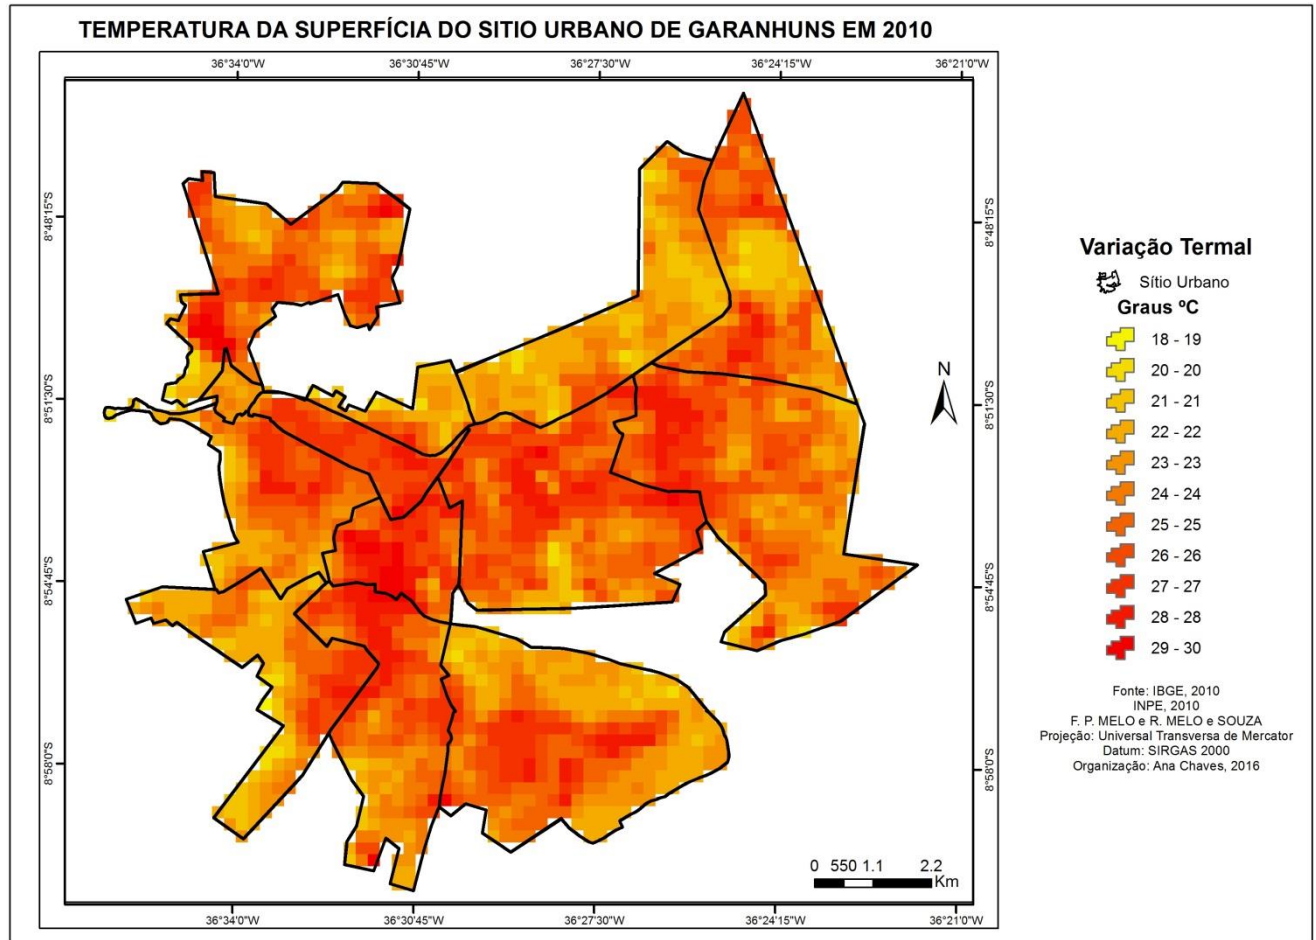 TEMPERATURA DA SUPERFÍCIA DO SITIO URBANO DE GARANHUNS EM 2010
36°34'0"W 36°30'45"W 36°27'30"W 36°24'15"W 36°21'0"W
8°48'15"S
8°51'30"S
8°54'45"S
8°58'0"S
8°48'15"S
8°51'30"S
8°54'45"S
8°58'0"S
N
0 550 1.1 2.2
Km
36°34'0"W 36°30'45"W 36°27'30"W 36°24'15"W 36°21'0"W
Variação Termal
Sítio Urbano
Graus ºC
18 - 19
20 - 20
21 - 21
22 - 22
23 - 23
24 - 24
25 - 25
26 - 26
27 - 27
28 - 28
29 - 30
Fonte: IBGE, 2010
INPE, 2010
F. P. MELO e R. MELO e SOUZA
Projeção: Universal Transversa de Mercator
Datum: SIRGAS 2000
Organização: Ana Chaves, 2016